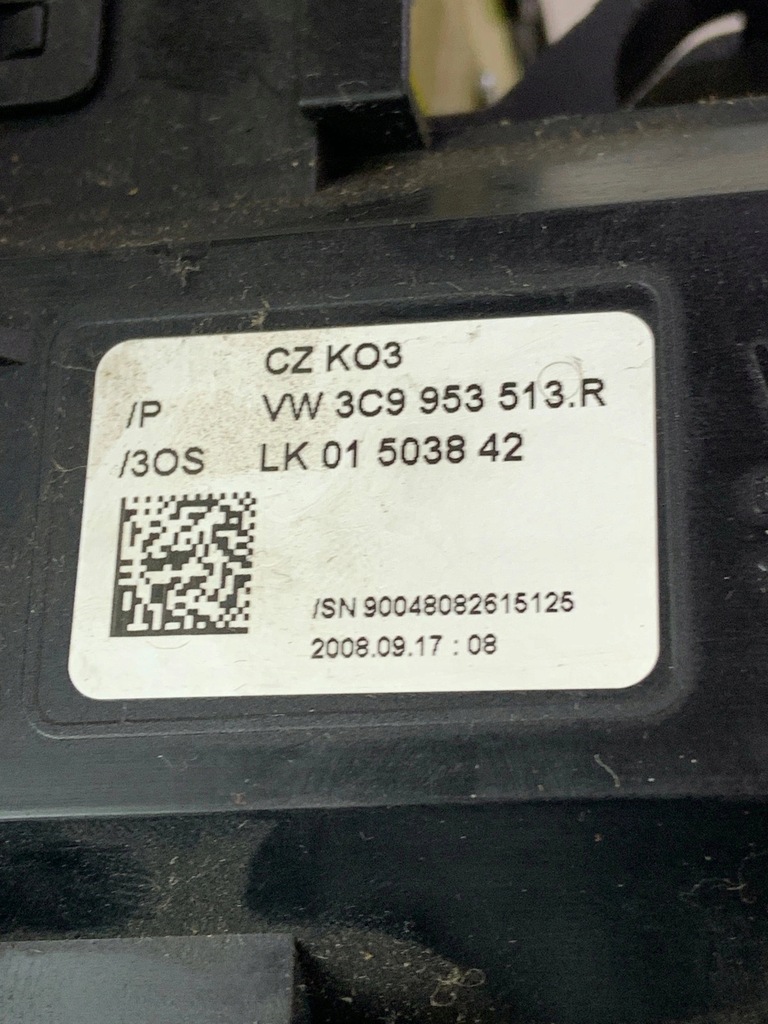 CZ KO3
/P VW 3C9 953 513.R
/3OS LK 01 5038 42
/SN 90048082615125
2008.09.17 : 08